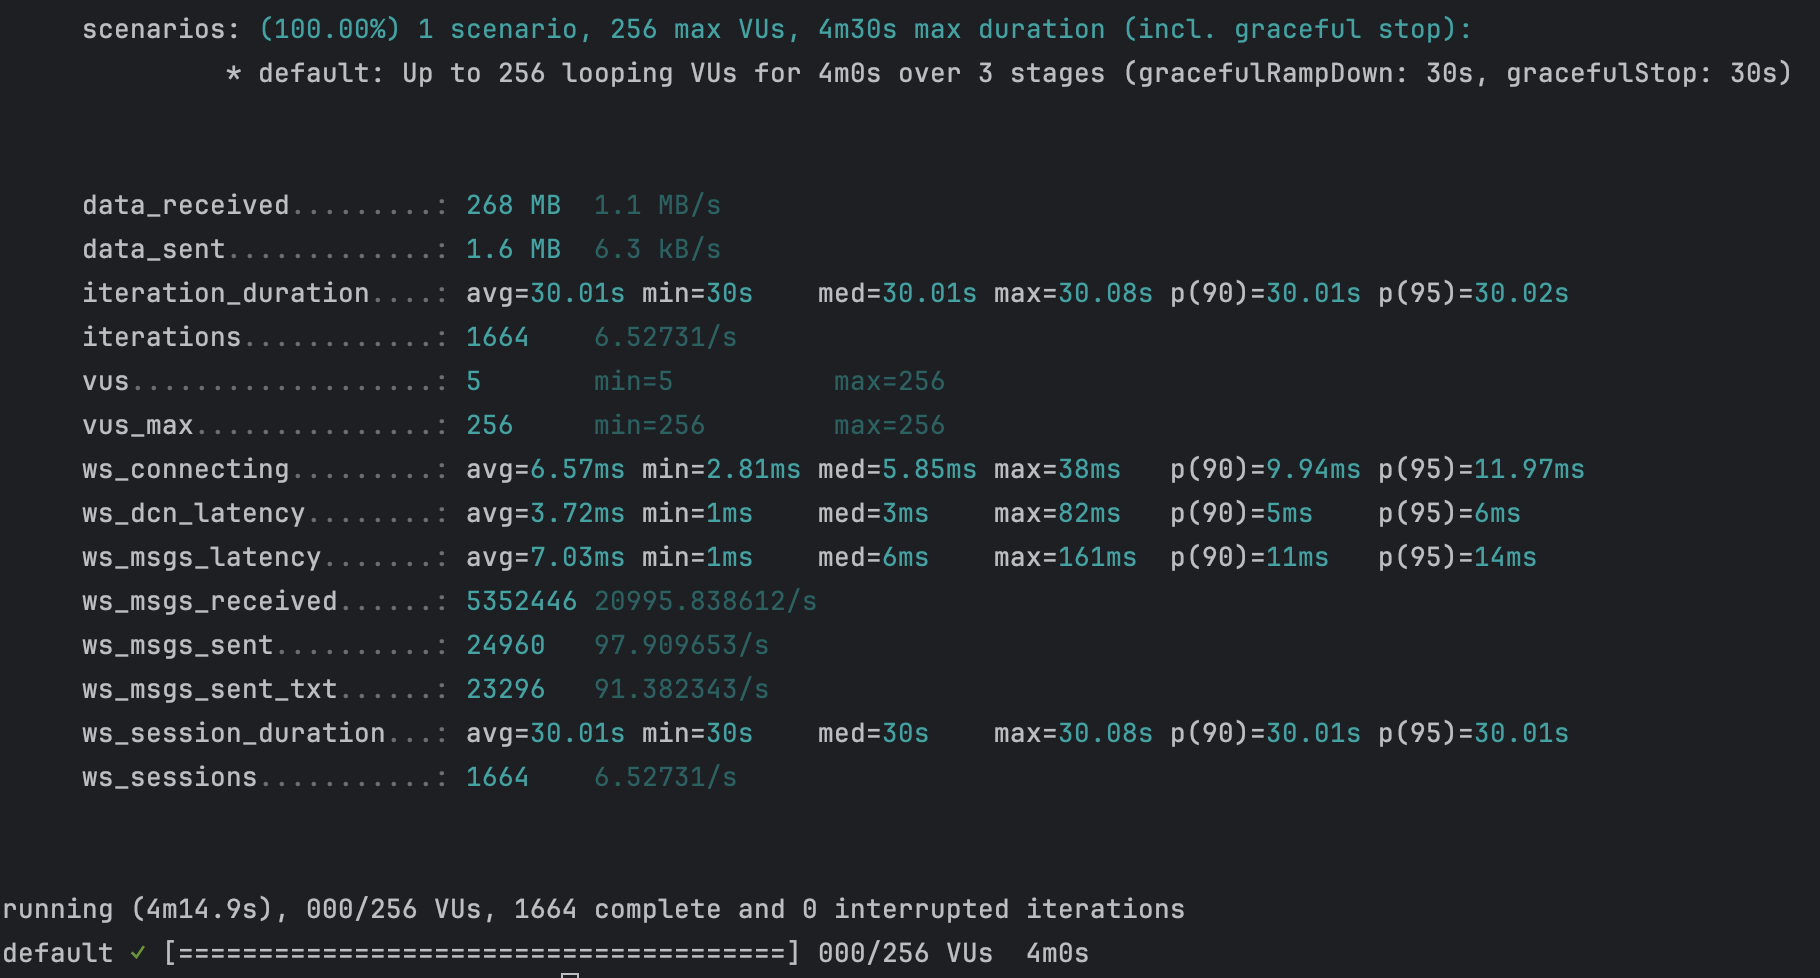 scenarios: (100.00%) 1 scenario, 256 max VUs, 4m30s max duration (incl. graceful stop):
* default: Up to 256 looping VUs for 4m0s over 3 stages (gracefulRampDown: 30s, gracefulStop: 30s)
data_received.........: 268 MB 1.1 MB/s
data_sent.............: 1.6 MB 6.3 kB/s
iteration_duration....: avg=30.01s min=30s med=30.01s max=30.08s p(90)=30.01s p(95)=30.02s
iterations............: 1664 6.52731/s
vus...................: 5 min=5 max=256
vus_max...............: 256 min=256 max=256
ws_connecting.........: avg=6.57ms min=2.81ms med=5.85ms max=38ms p(90)=9.94ms p(95)=11.97ms
ws_dcn_latency........: avg=3.72ms min=1ms med=3ms max=82ms p(90)=5ms p(95)=6ms
ws_msgs_latency.......: avg=7.03ms min=1ms med=6ms max=161ms p(90)=11ms p(95)=14ms
ws_msgs_received......: 5352446 20995.838612/s
ws_msgs_sent..........: 24960 97.909653/s
ws_msgs_sent_txt......: 23296 91.382343/s
ws_session_duration...: avg=30.01s min=30s med=30s max=30.08s p(90)=30.01s p(95)=30.01s
ws_sessions...........: 1664 6.52731/s
running (4m14.9s), 000/256 VUs, 1664 complete and 0 interrupted iterations
default ✓ [======================================] 000/256 VUs 4m0s